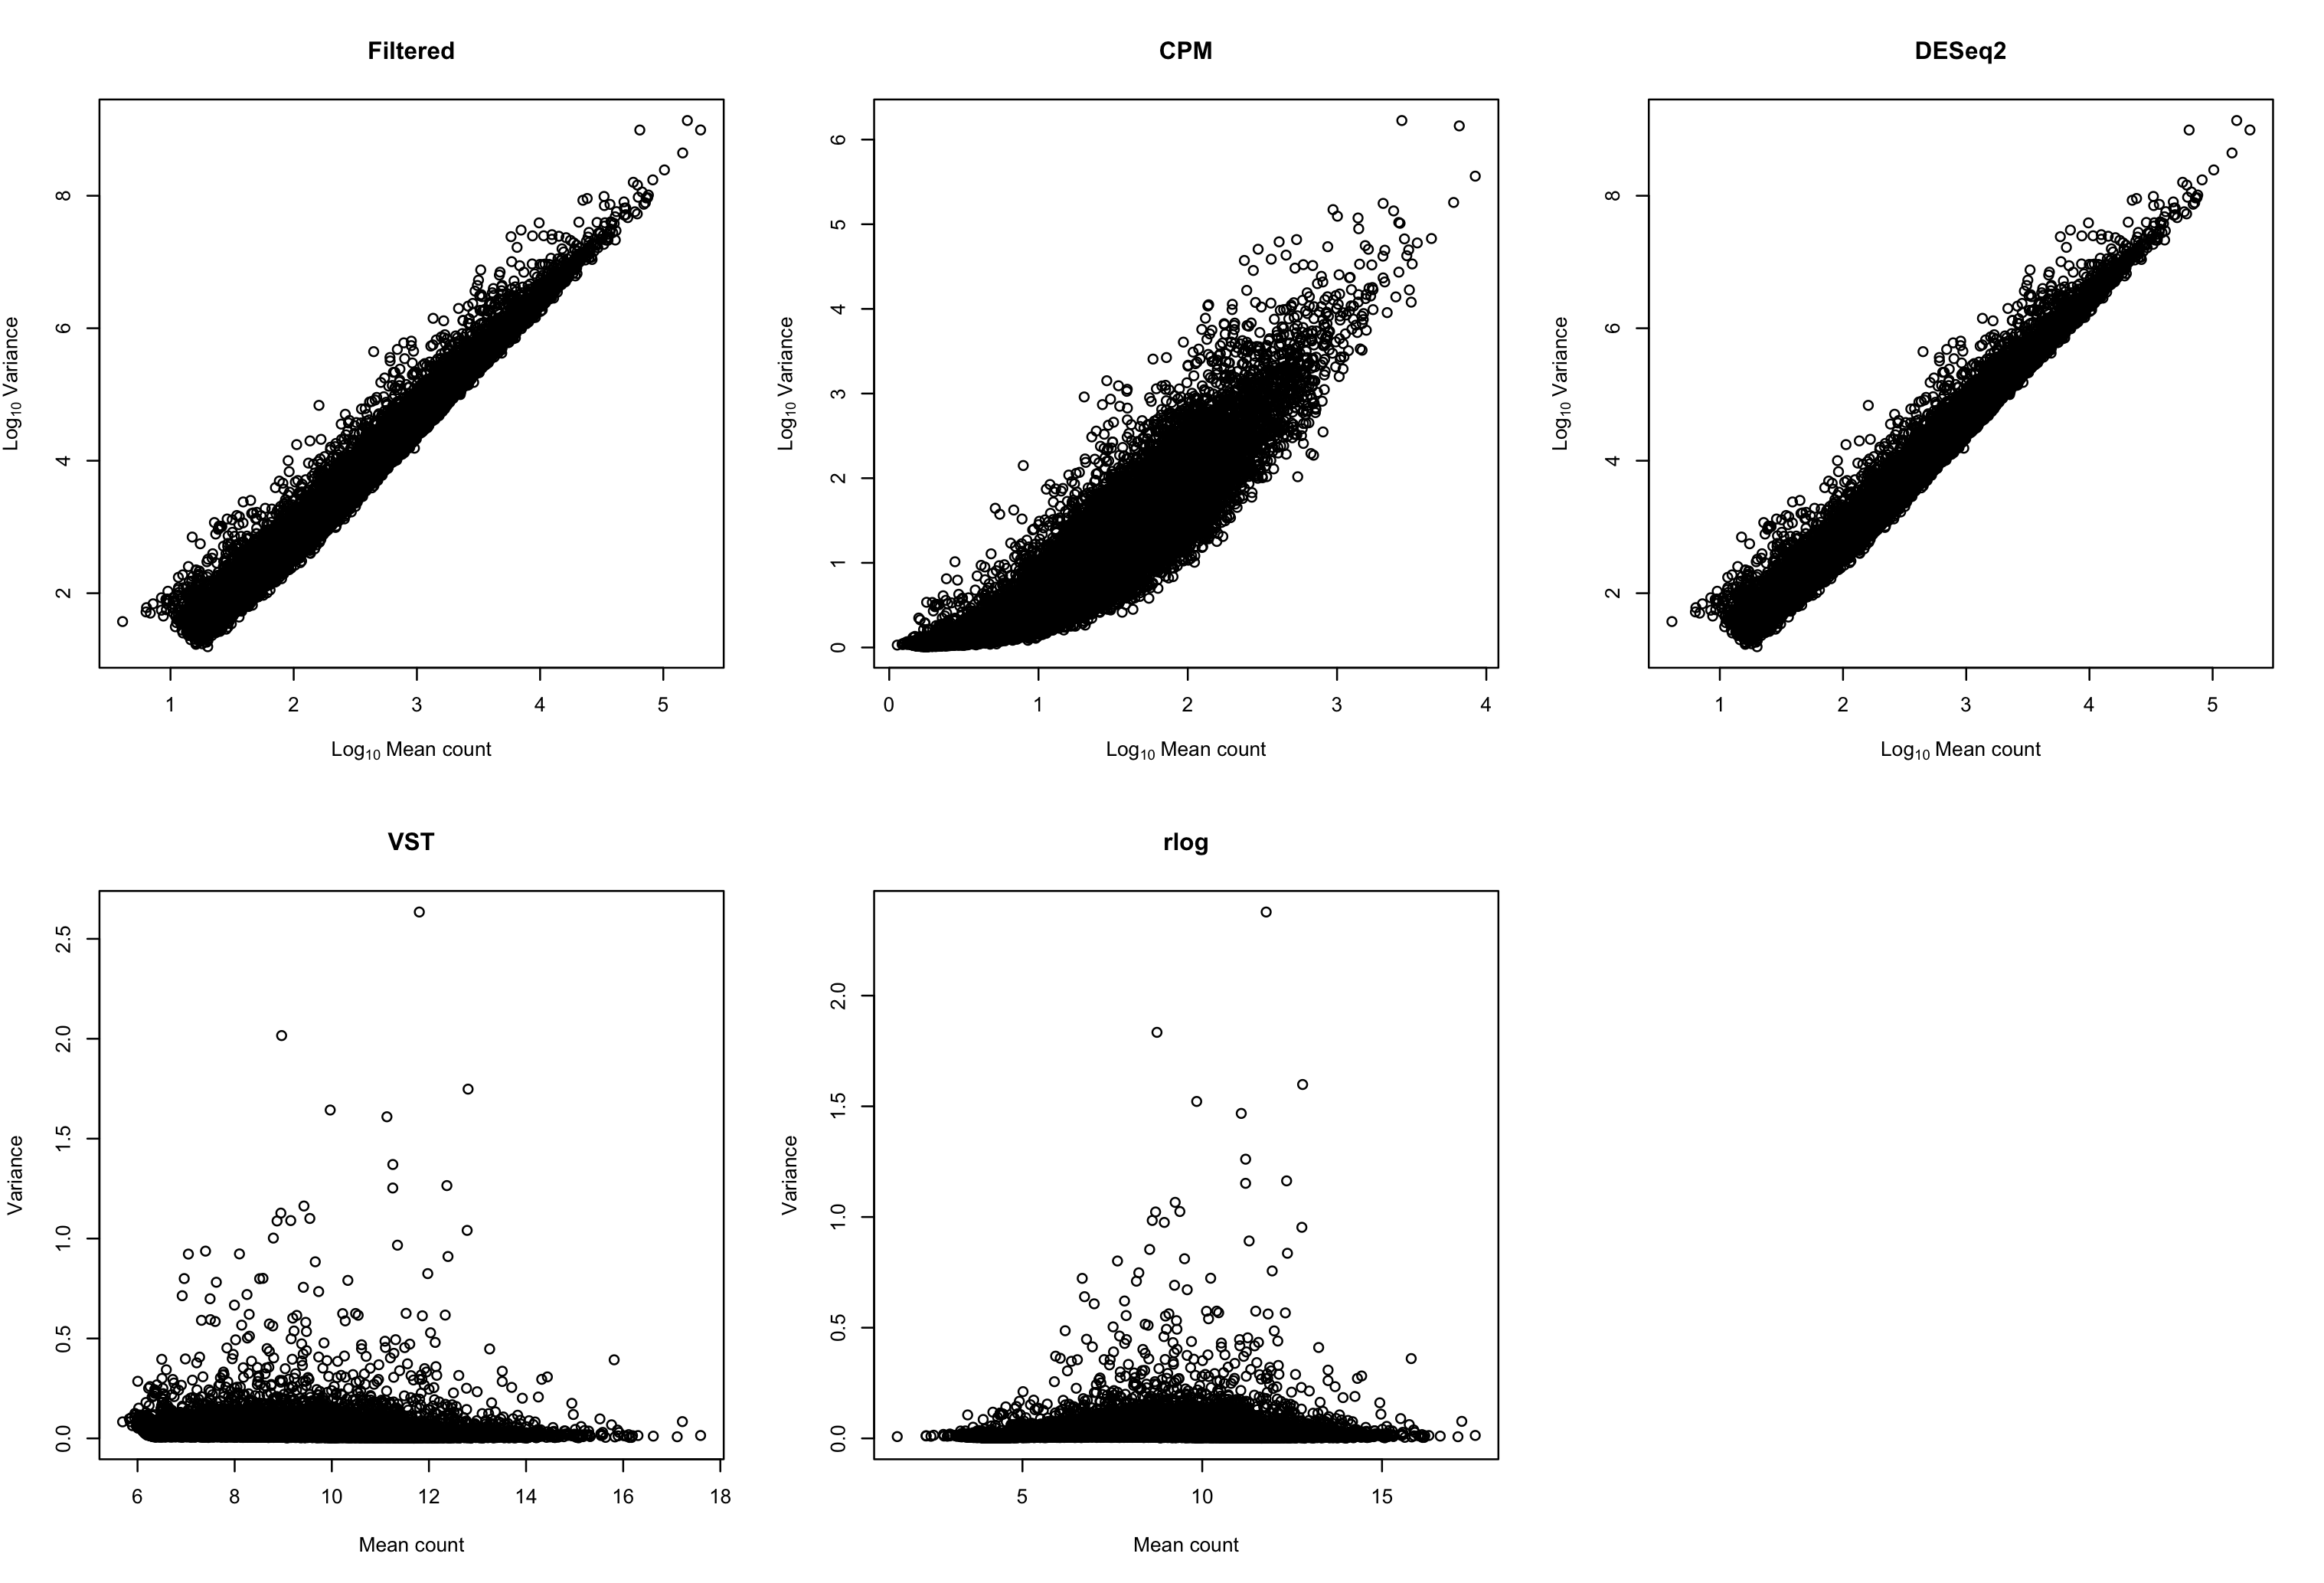 Filtered
Log10 Variance
8
6
4
2
1 2 3 4 5
Log10 Mean count
CPM
Log10 Variance
6
5
4
3
2
1
0
0 1 2 3 4
Log10 Mean count
DESeq2
Log10 Variance
8
6
4
2
1 2 3 4 5
Log10 Mean count
VST
Variance
2.5
2.0
1.5
1.0
0.5
0.0
6 8 10 12 14 16 18
Mean count
rlog
Variance
2.0
1.5
1.0
0.5
0.0
5 10 15
Mean count